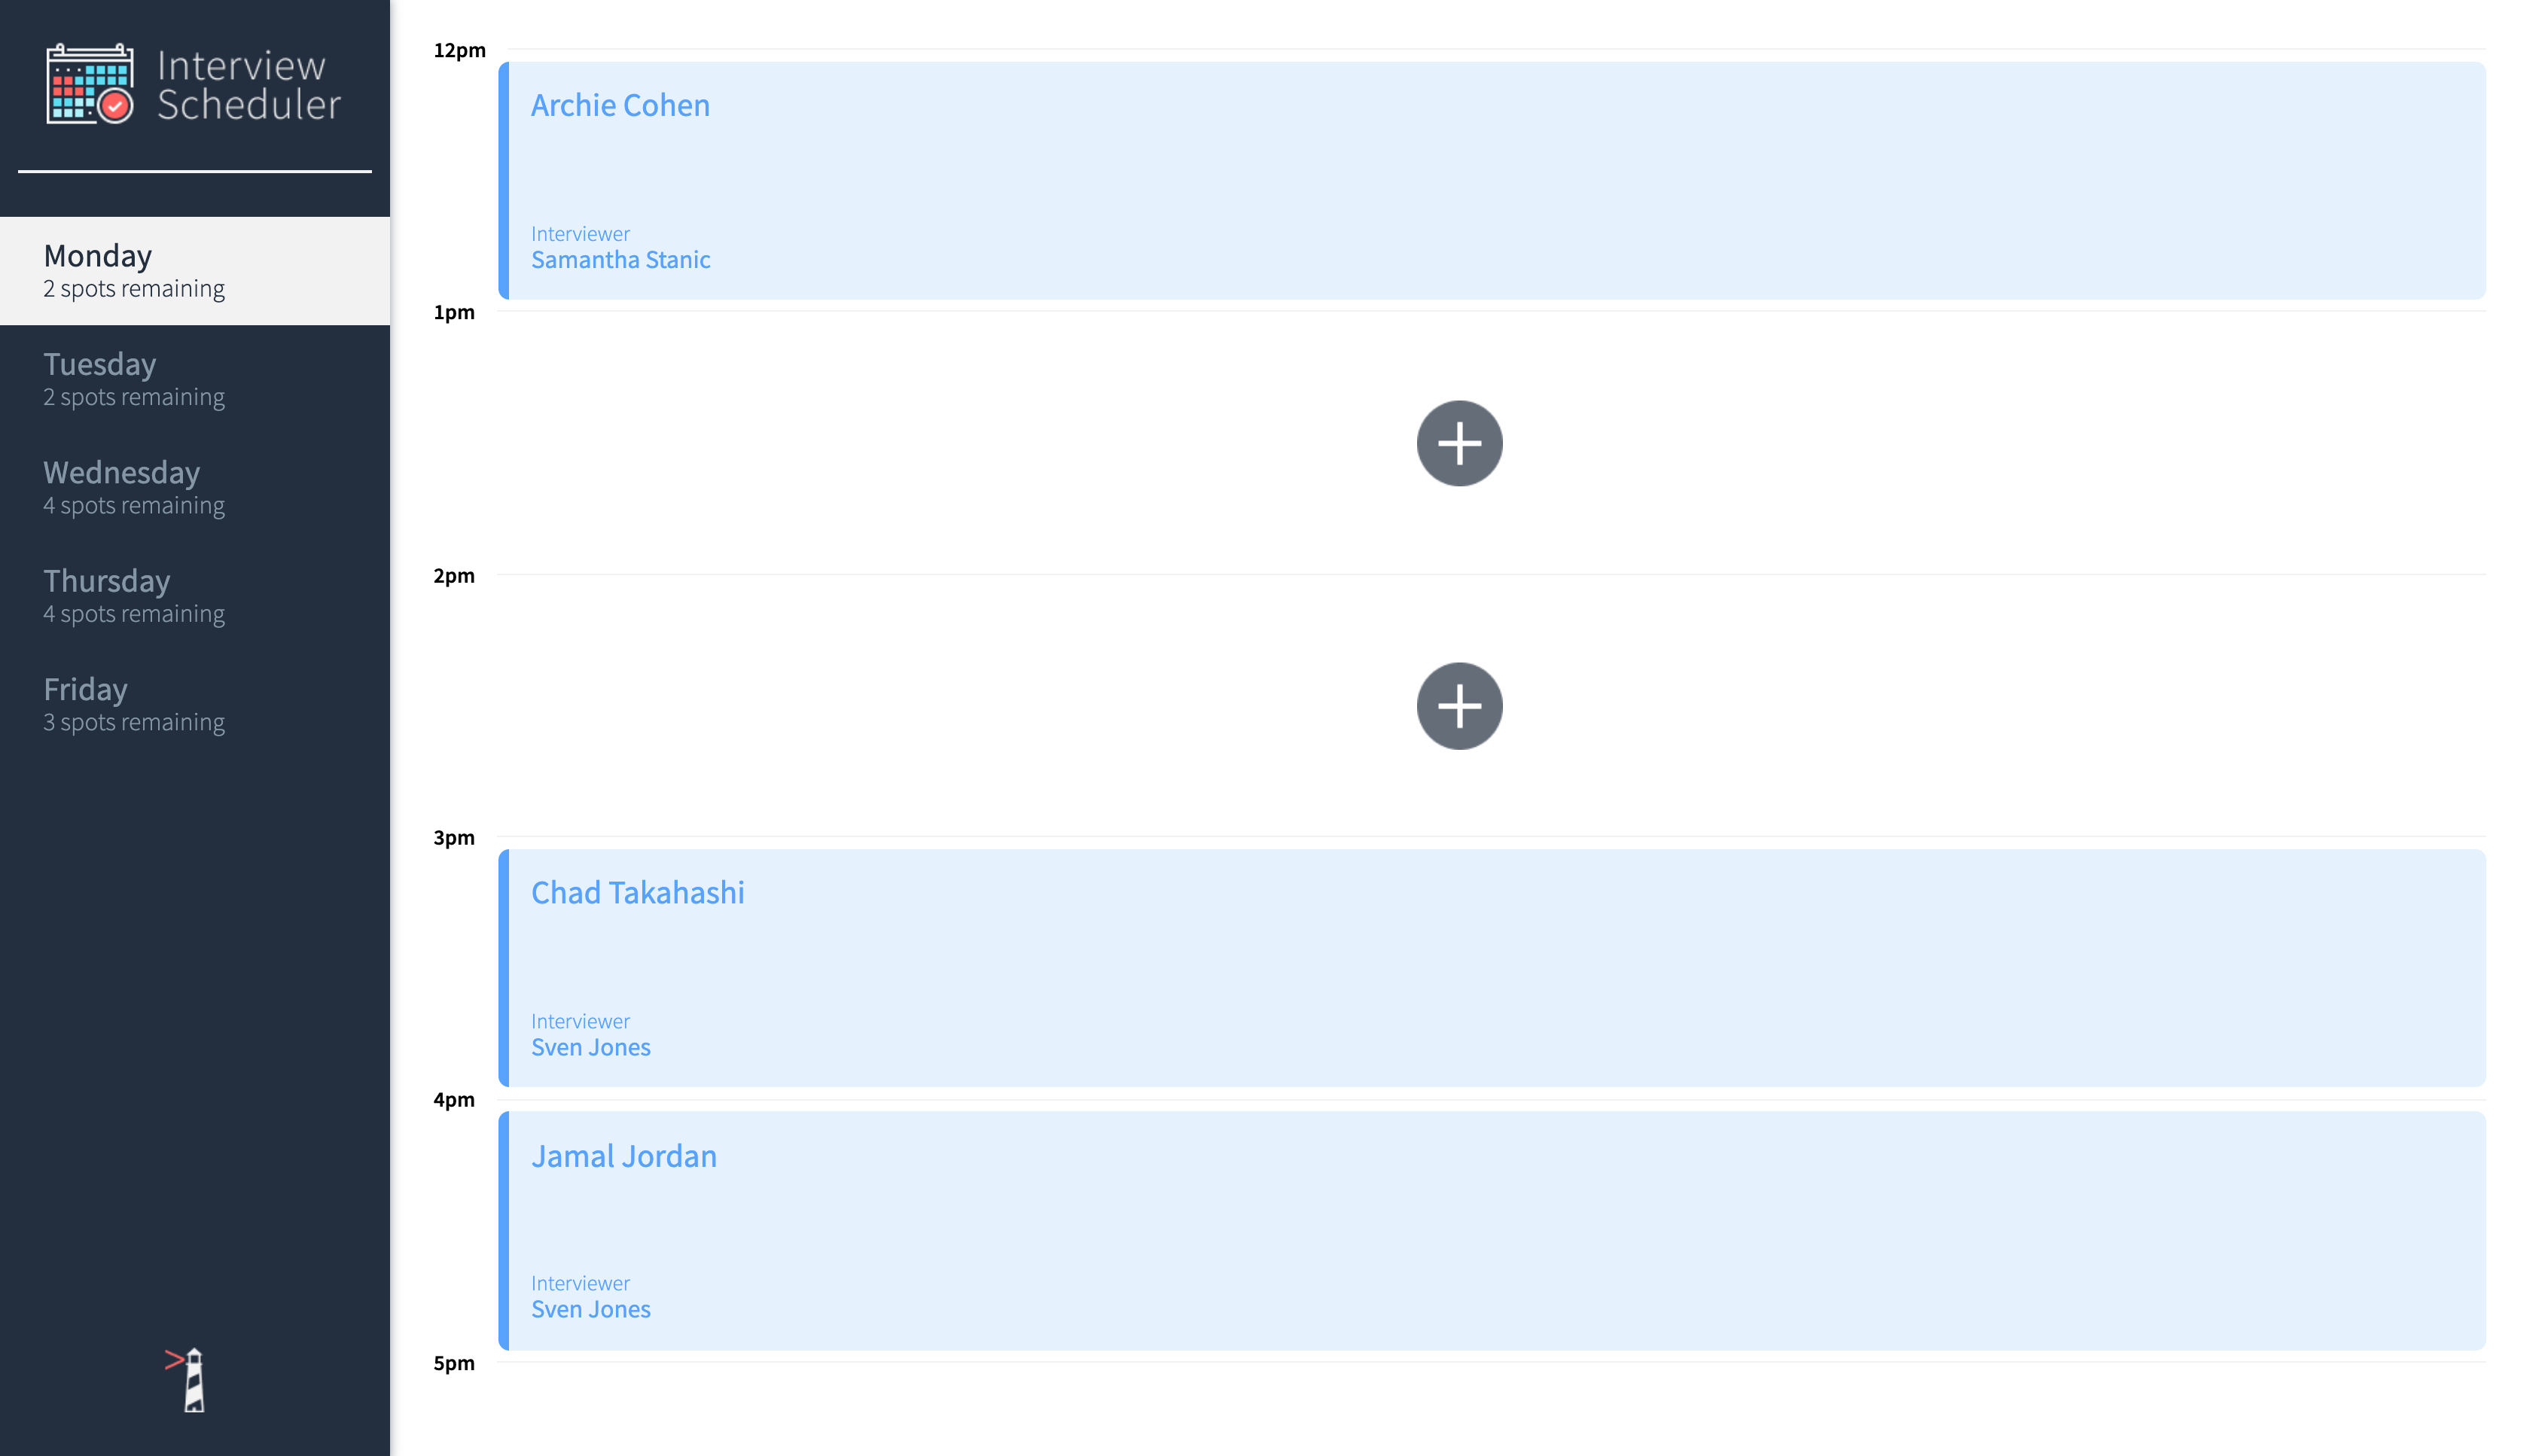 Interview
Scheduler
Monday
2 spots remaining
Tuesday
2 spots remaining
Wednesday
4 spots remaining
Thursday
4 spots remaining
Friday
3 spots remaining
12pm
Archie Cohen
Interviewer
Samantha Stanic
1pm
2pm
3pm
Chad Takahashi
Interviewer
Sven Jones
4pm
Jamal Jordan
Interviewer
Sven Jones
5pm